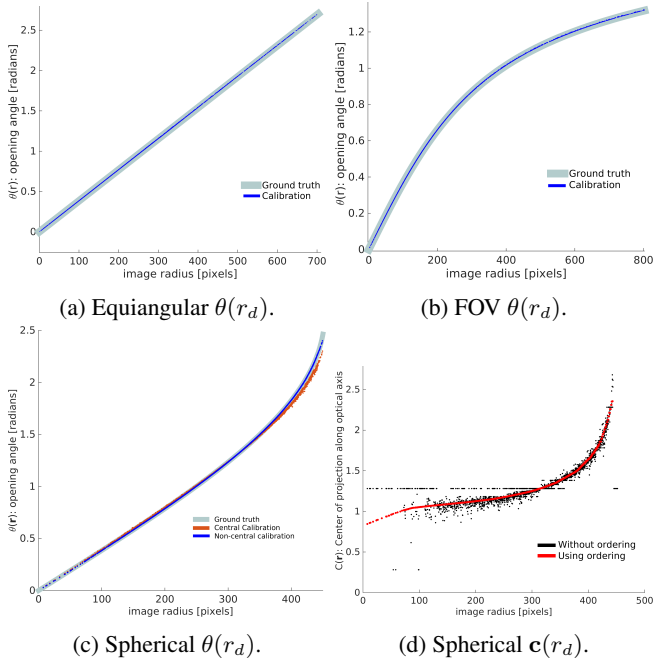 2.5
2
1.5
1
0.5
0
θ(r): opening angle [radians]
Ground truth
Calibration
0 100 200 300 400 500 600 700
image radius [pixels]
(a) Equiangular θ(r_d).
1.2
1
0.8
0.6
0.4
0.2
0
θ(r): opening angle [radians]
Ground truth
Calibration
0 200 400 600 800
image radius [pixels]
(b) FOV θ(r_d).
2.5
2
1.5
1
0.5
0
θ(r): opening angle [radians]
Ground truth
Central Calibration
Non-central calibration
0 100 200 300 400
image radius [pixels]
(c) Spherical θ(r_d).
2.5
2
1.5
1
0.5
0
C(r): Center of projection along optical axis
Without ordering
Using ordering
0 100 200 300 400 500
image radius [pixels]
(d) Spherical c(r_d).